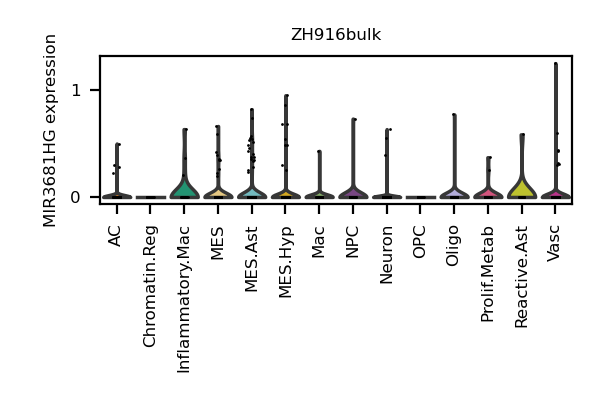 ZH916bulk
MIR3681HG expression
1
0
AC
Chromatin.Reg
Inflammatory.Mac
MES
MES.Ast
MES.Hyp
Mac
NPC
Neuron
OPC
Oligo
Prolif.Metab
Reactive.Ast
Vasc